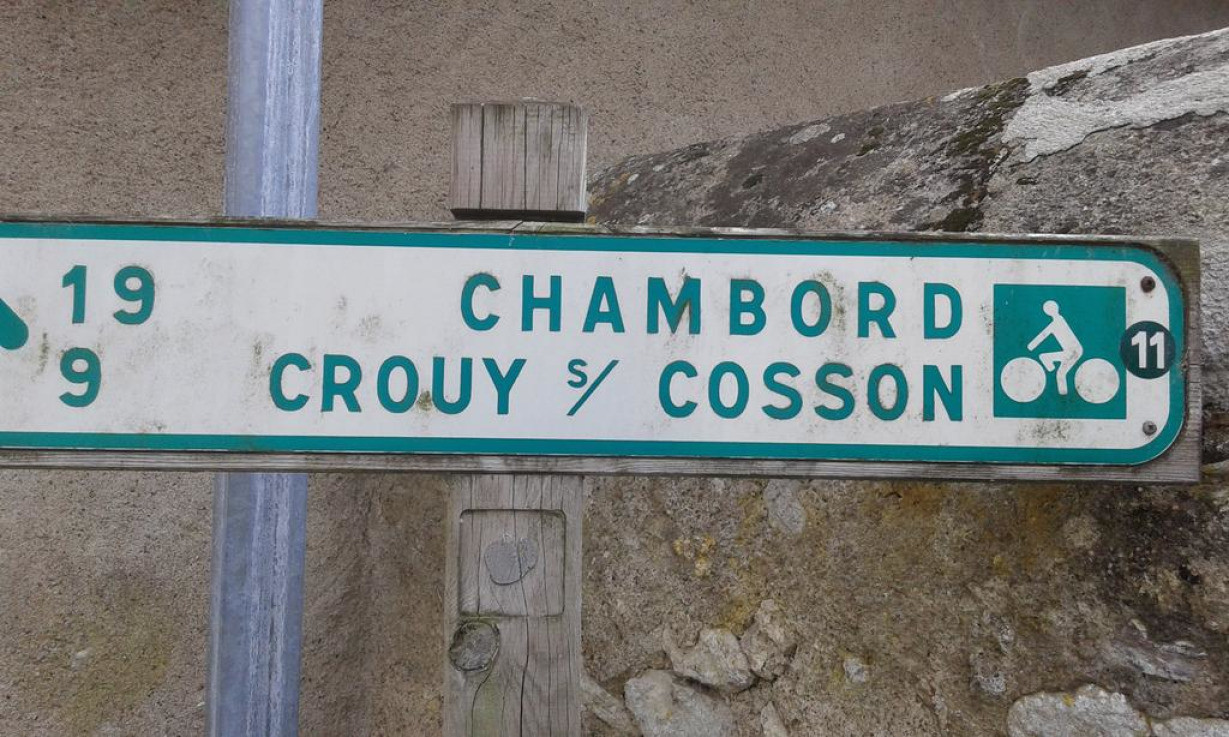 19 CHAMBORD
9 CROUY s/ COSSON
11